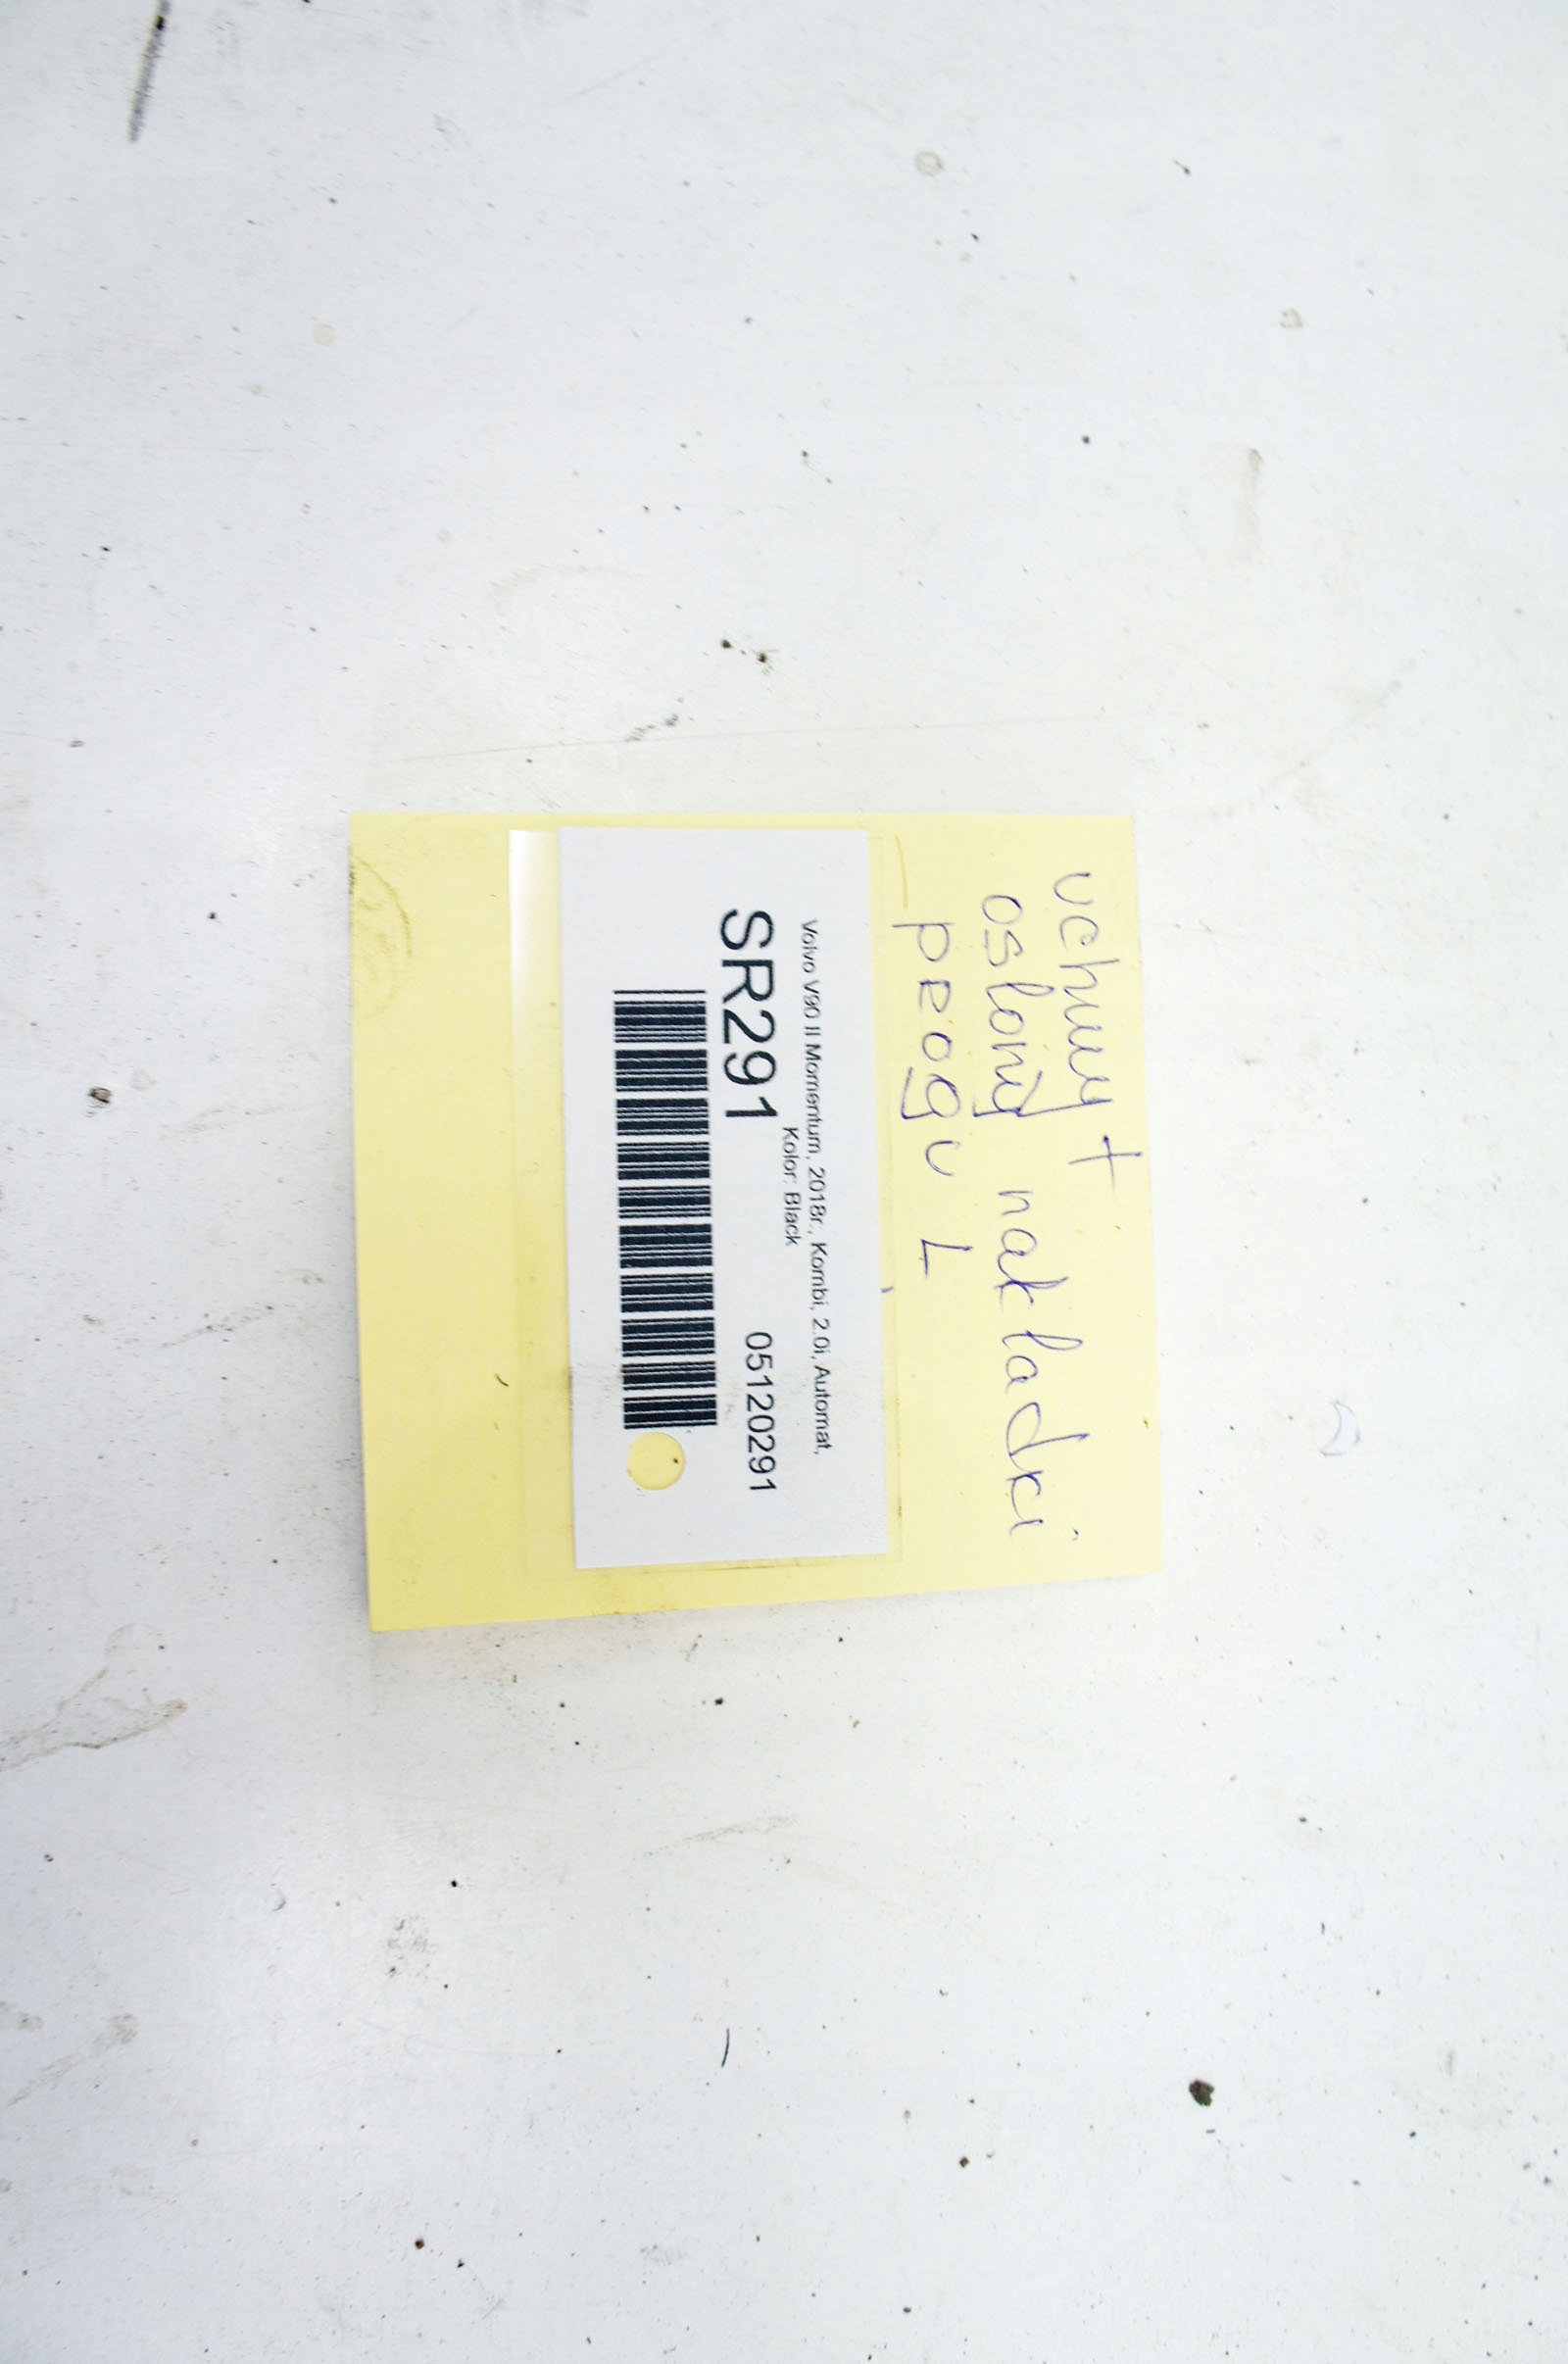 uchwyt
osłony nakładki
progu L
Volvo V90 II Momentum, 2018r., Kombi, 2.0i, Automat,
Kolor: Black
SR291 05120291